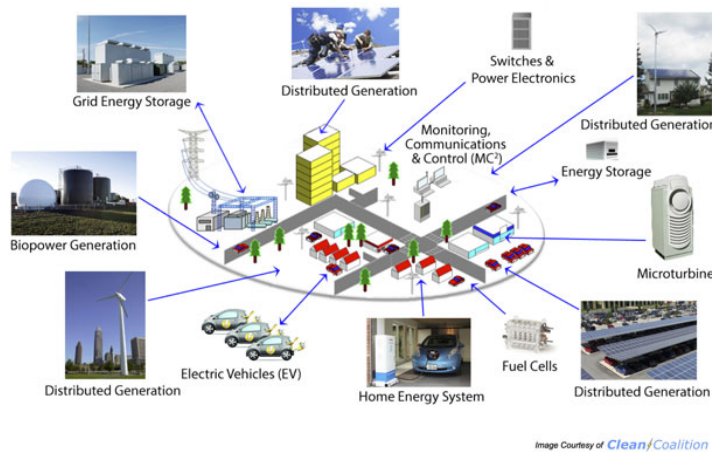 Grid Energy Storage
Distributed Generation
Switches &
Power Electronics
Distributed Generation
Monitoring,
Communications
& Control (MC²)
Energy Storage
Biopower Generation
Microturbine
Distributed Generation
Electric Vehicles (EV)
Home Energy System
Fuel Cells
Distributed Generation
Image Courtesy of Clean Coalition